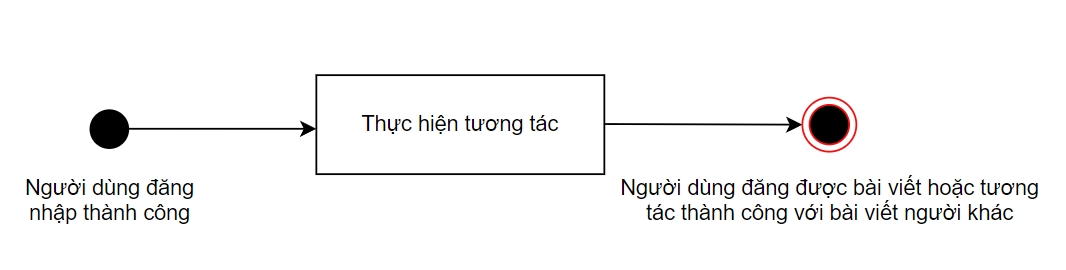 Thực hiện tương tác
Người dùng đăng
nhập thành công
Người dùng đăng được bài viết hoặc tương
tác thành công với bài viết người khác